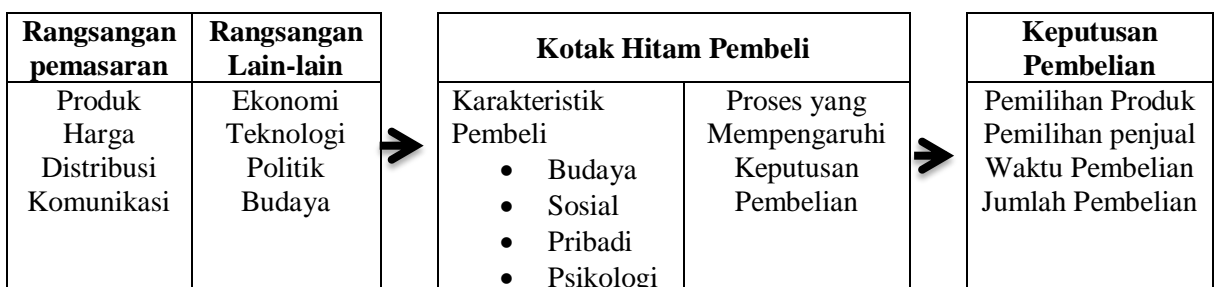 Rangsangan
pemasaran
Produk
Harga
Distribusi
Komunikasi
Rangsangan
Lain-lain
Ekonomi
Teknologi
Politik
Budaya
Kotak Hitam Pembeli
Karakteristik
Pembeli
• Budaya
• Sosial
• Pribadi
• Psikologi
Proses yang
Mempengaruhi
Keputusan
Pembelian
Keputusan
Pembelian
Pemilihan Produk
Pemilihan penjual
Waktu Pembelian
Jumlah Pembelian